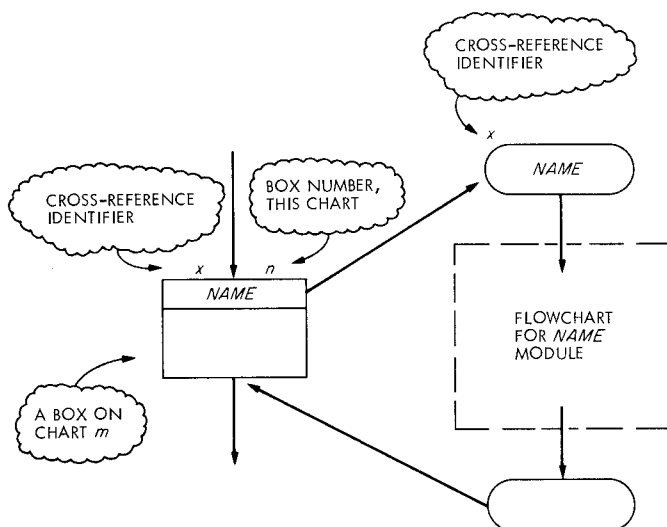 CROSS-REFERENCE
IDENTIFIER
x
NAME
CROSS-REFERENCE
IDENTIFIER
BOX NUMBER,
THIS CHART
x
n
NAME
FLOWCHART
FOR NAME
MODULE
A BOX ON
CHART m